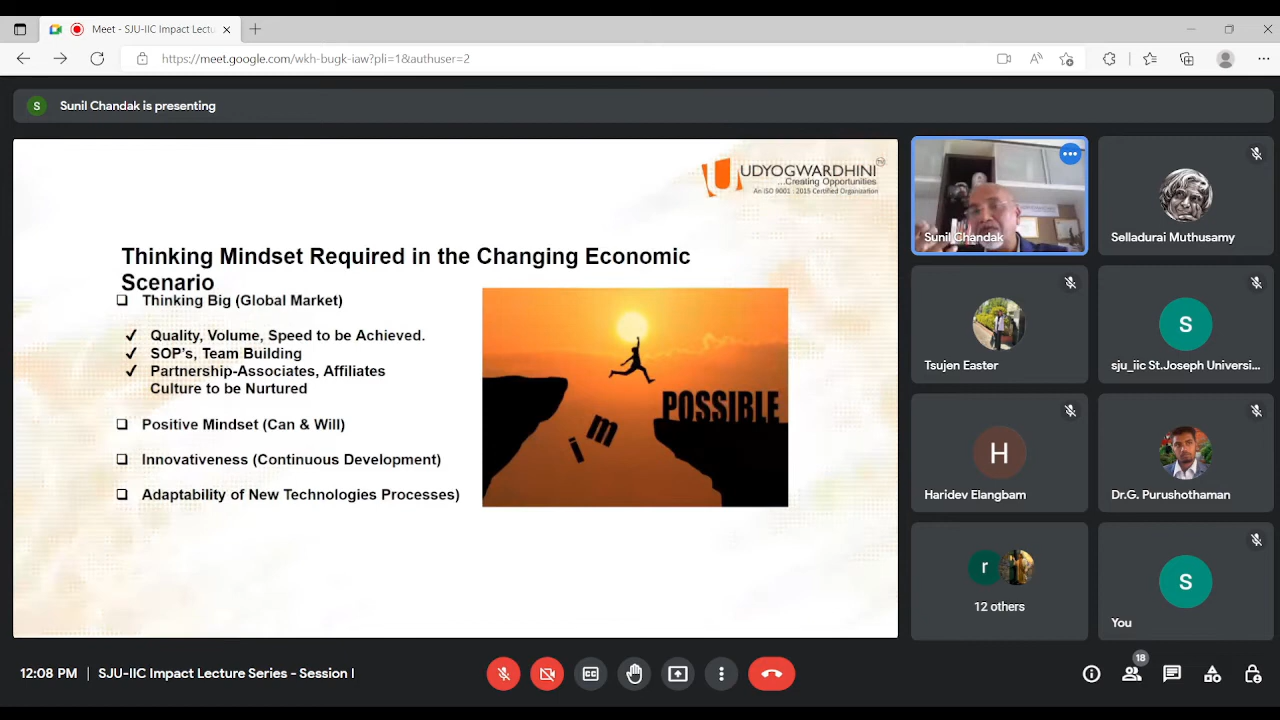 Meet - SJU-IIC Impact Lectu
https://meet.google.com/wkh-bugk-iaw?pli=1&authuser=2
S
Sunil Chandak is presenting
UDYOGWARDHINI
...Creating Opportunities
An ISO 9001 : 2015 Certified Organization
Thinking Mindset Required in the Changing Economic
Scenario
Thinking Big (Global Market)
Quality, Volume, Speed to be Achieved.
SOP's, Team Building
Partnership-Associates, Affiliates
Culture to be Nurtured
Positive Mindset (Can & Will)
Innovativeness (Continuous Development)
Adaptability of New Technologies Processes)
im
POSSIBLE
Sunil Chandak
Selladurai Muthusamy
Tsujen Easter
S
sju_iic St.Joseph Universi...
H
Haridev Elangbam
Dr.G. Purushothaman
r
12 others
S
You
12:08 PM | SJU-IIC Impact Lecture Series - Session I
CC
18